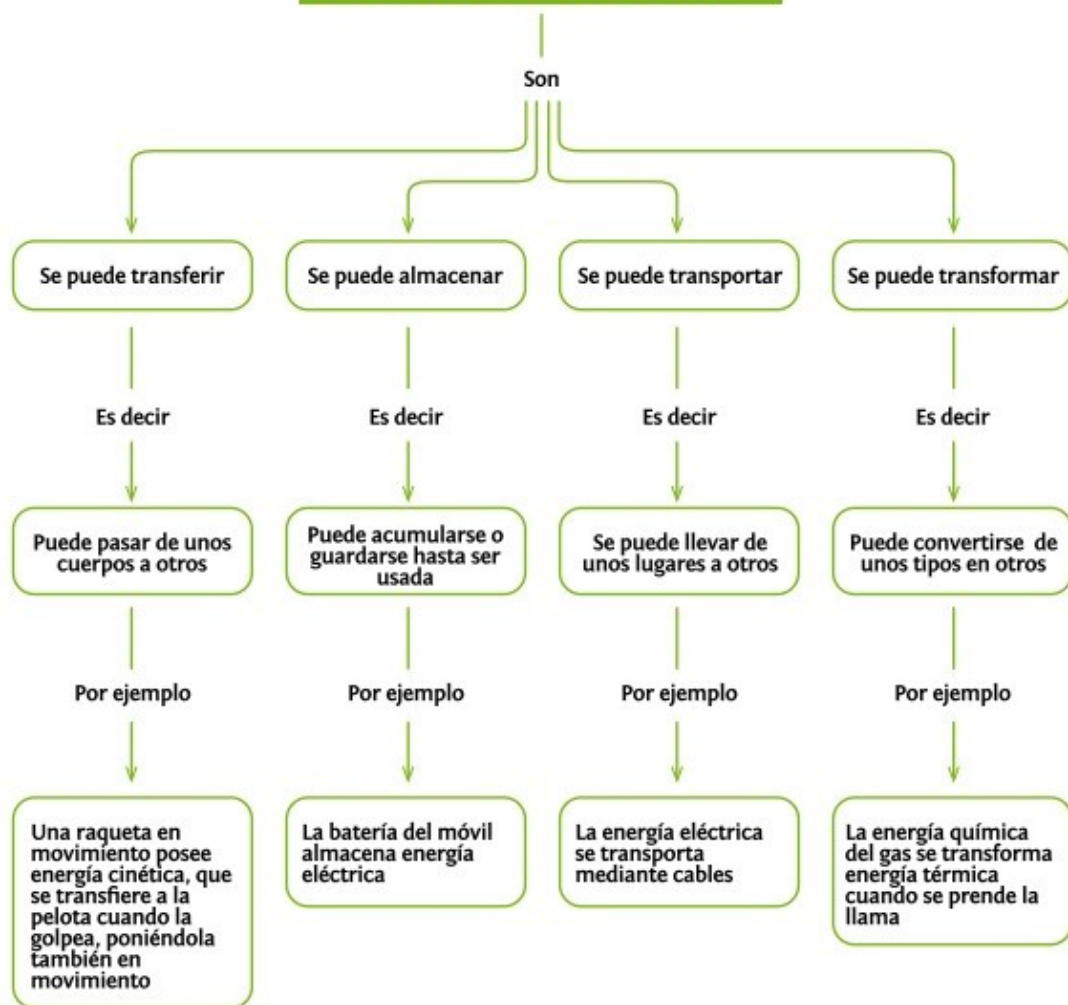 Son
Se puede transferir
Se puede almacenar
Se puede transportar
Se puede transformar
Es decir
Es decir
Es decir
Es decir
Puede pasar de unos
cuerpos a otros
Puede acumularse o
guardarse hasta ser
usada
Se puede llevar de
unos lugares a otros
Puede convertirse de
unos tipos en otros
Por ejemplo
Por ejemplo
Por ejemplo
Por ejemplo
Una raqueta en
movimiento posee
energía cinética, que
se transfiere a la
pelota cuando la
golpea, poniéndola
también en
movimiento
La batería del móvil
almacena energía
eléctrica
La energía eléctrica
se transporta
mediante cables
La energía química
del gas se transforma
energía térmica
cuando se prende la
llama